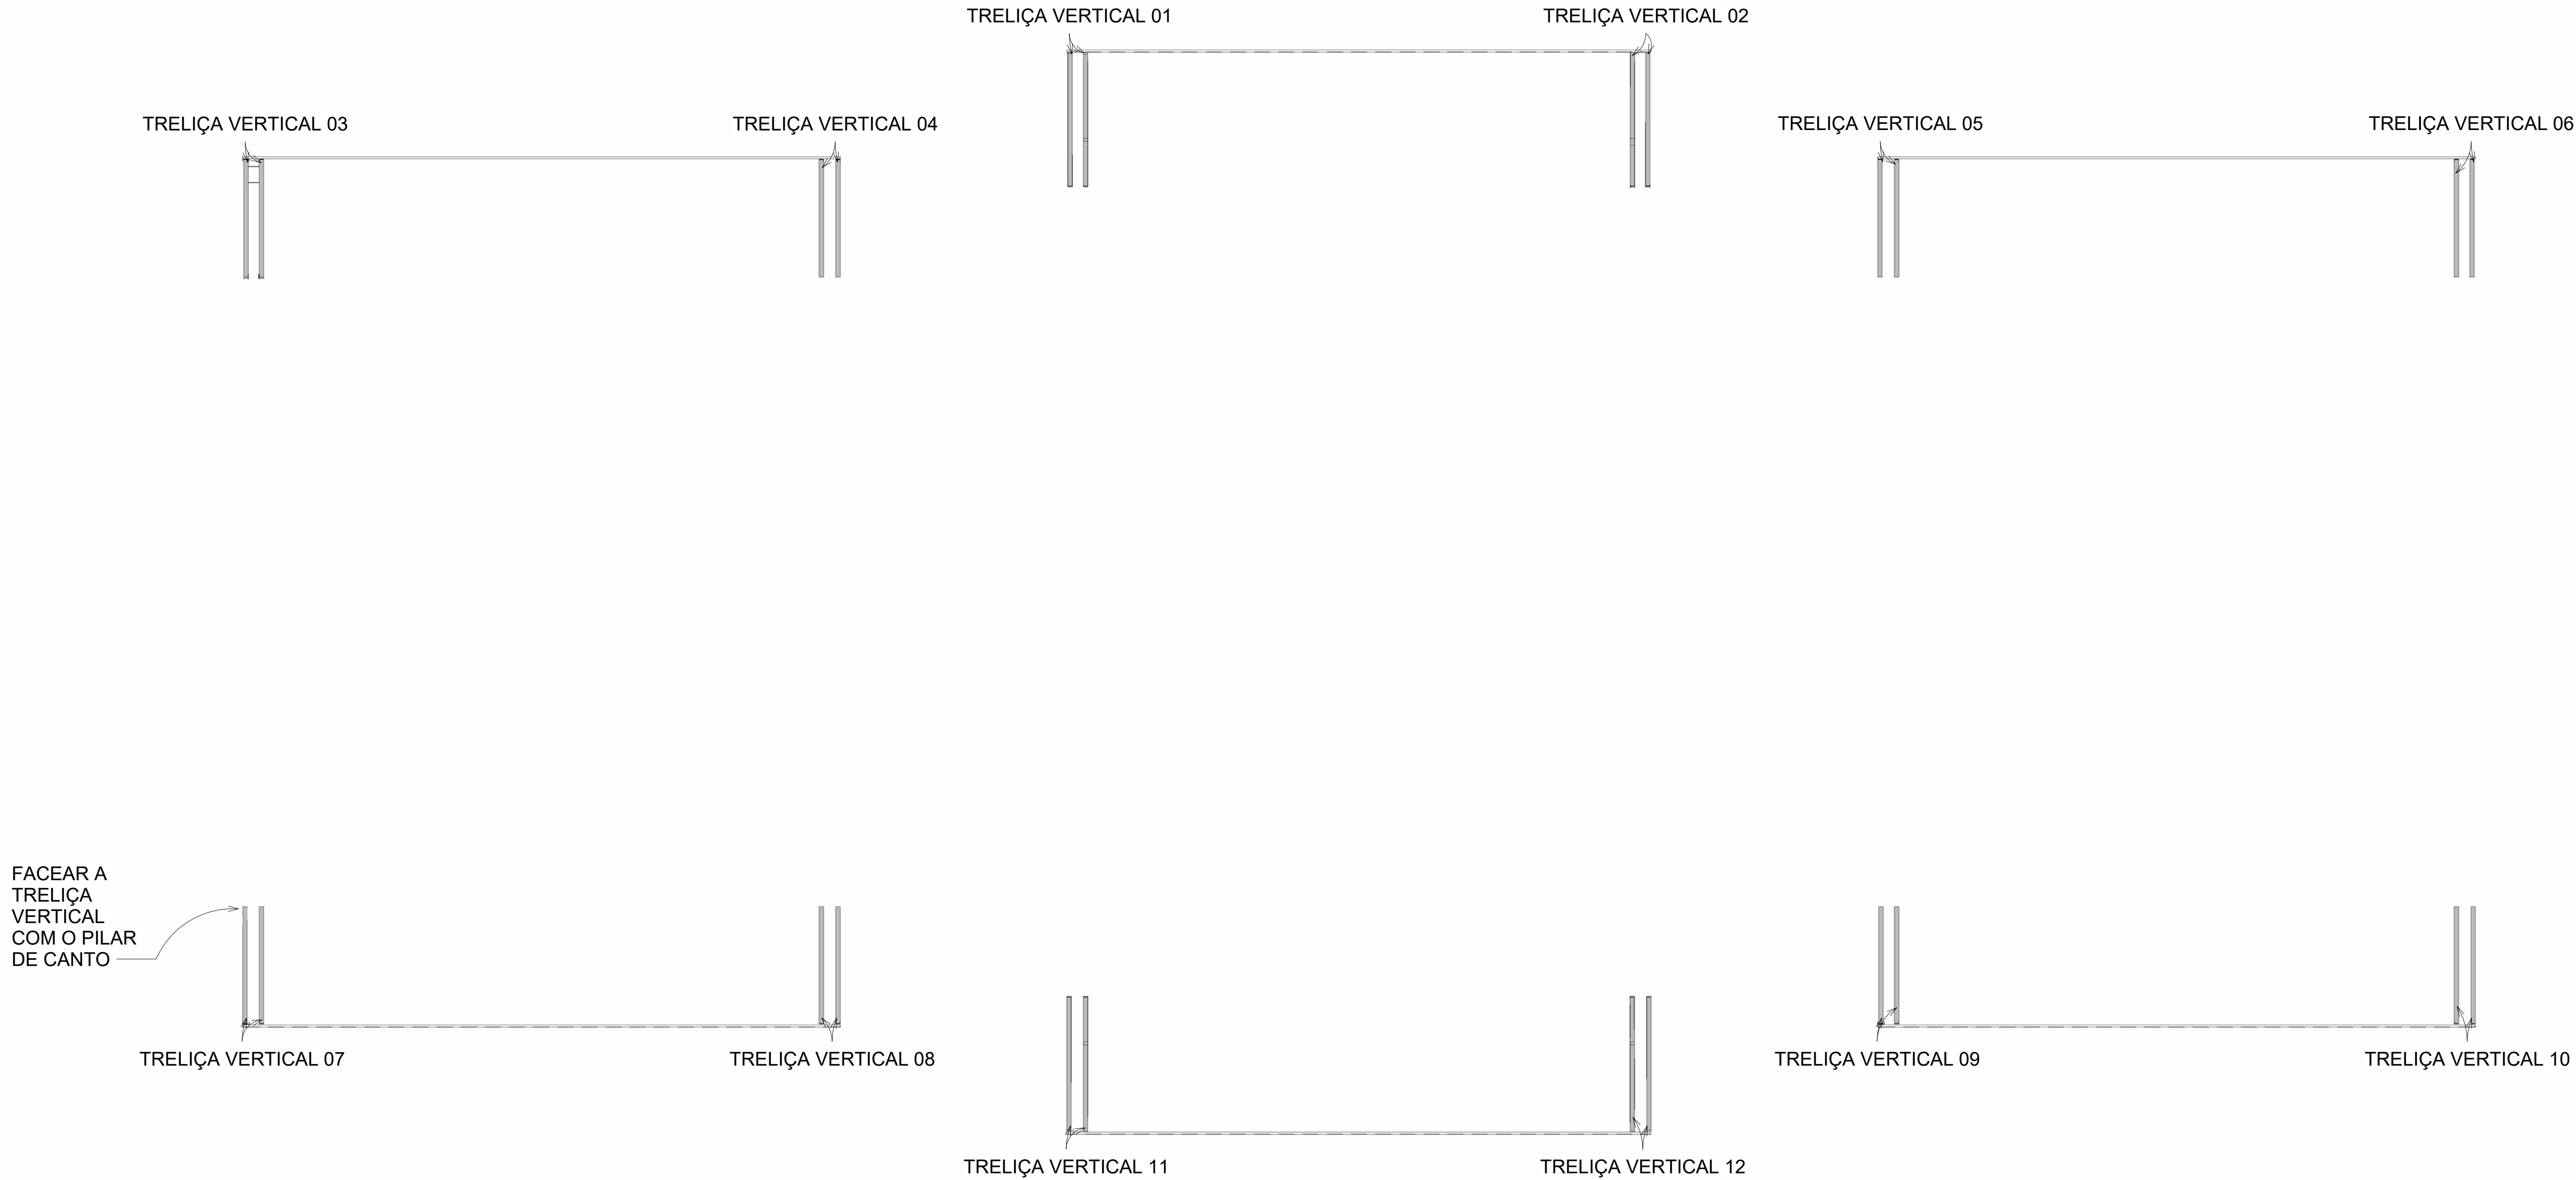 TRELIÇA VERTICAL 01
TRELIÇA VERTICAL 02
TRELIÇA VERTICAL 03
TRELIÇA VERTICAL 04
TRELIÇA VERTICAL 05
TRELIÇA VERTICAL 06
FACEAR A
TRELIÇA
VERTICAL
COM O PILAR
DE CANTO
TRELIÇA VERTICAL 07
TRELIÇA VERTICAL 08
TRELIÇA VERTICAL 09
TRELIÇA VERTICAL 10
TRELIÇA VERTICAL 11
TRELIÇA VERTICAL 12